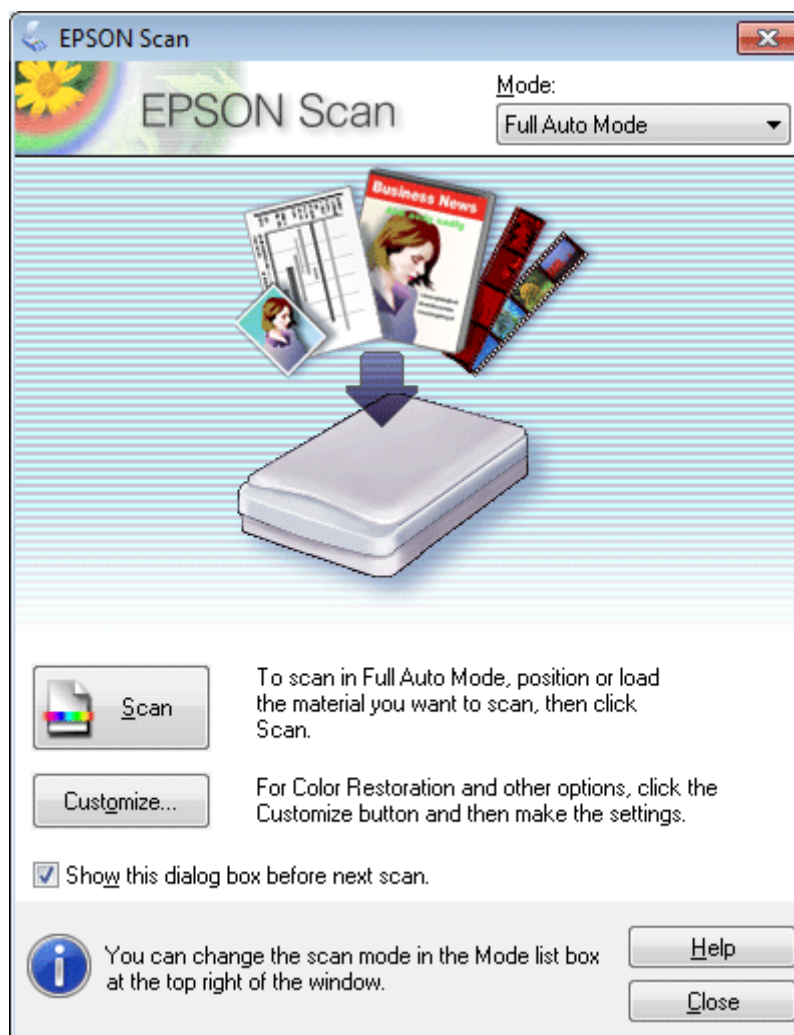 EPSON Scan
EPSON Scan
Mode:
Full Auto Mode
Business News
Scan
To scan in Full Auto Mode, position or load
the material you want to scan, then click
Scan.
Customize...
For Color Restoration and other options, click the
Customize button and then make the settings.
Show this dialog box before next scan.
You can change the scan mode in the Mode list box
at the top right of the window.
Help
Close